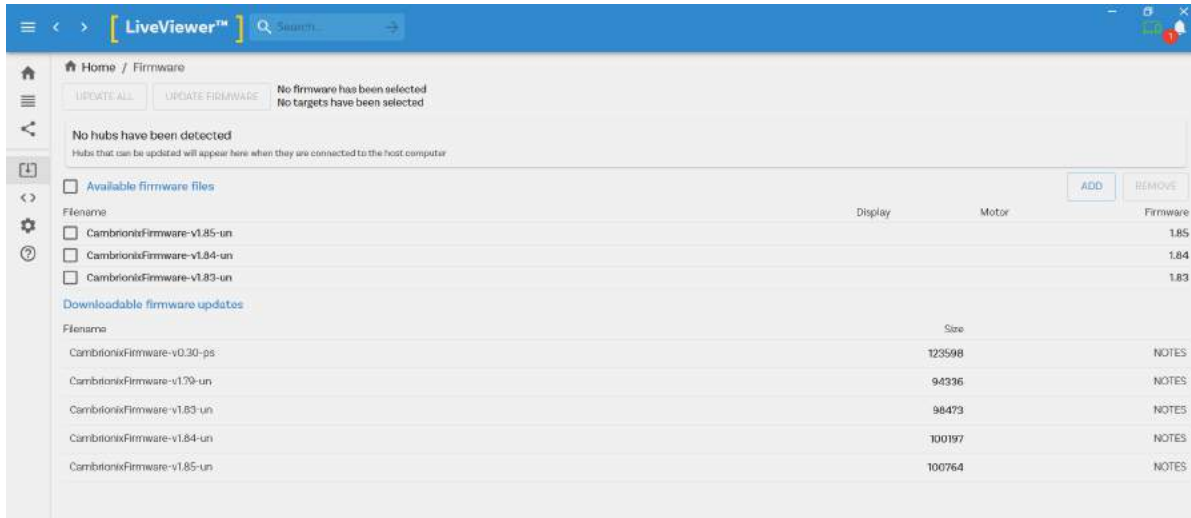 [ LiveViewer™ ] Search...
1
Home / Firmware
UPDATE ALL UPDATE FIRMWARE No firmware has been selected
No targets have been selected
No hubs have been detected
Hubs that can be updated will appear here when they are connected to the host computer
Available firmware files ADD REMOVE
Filename Display Motor Firmware
CambrionixFirmware-v1.85-un 1.85
CambrionixFirmware-v1.84-un 1.84
CambrionixFirmware-v1.83-un 1.83
Downloadable firmware updates
Filename Size
CambrionixFirmware-v0.30-ps 123598 NOTES
CambrionixFirmware-v1.79-un 94336 NOTES
CambrionixFirmware-v1.83-un 98473 NOTES
CambrionixFirmware-v1.84-un 100197 NOTES
CambrionixFirmware-v1.85-un 100764 NOTES